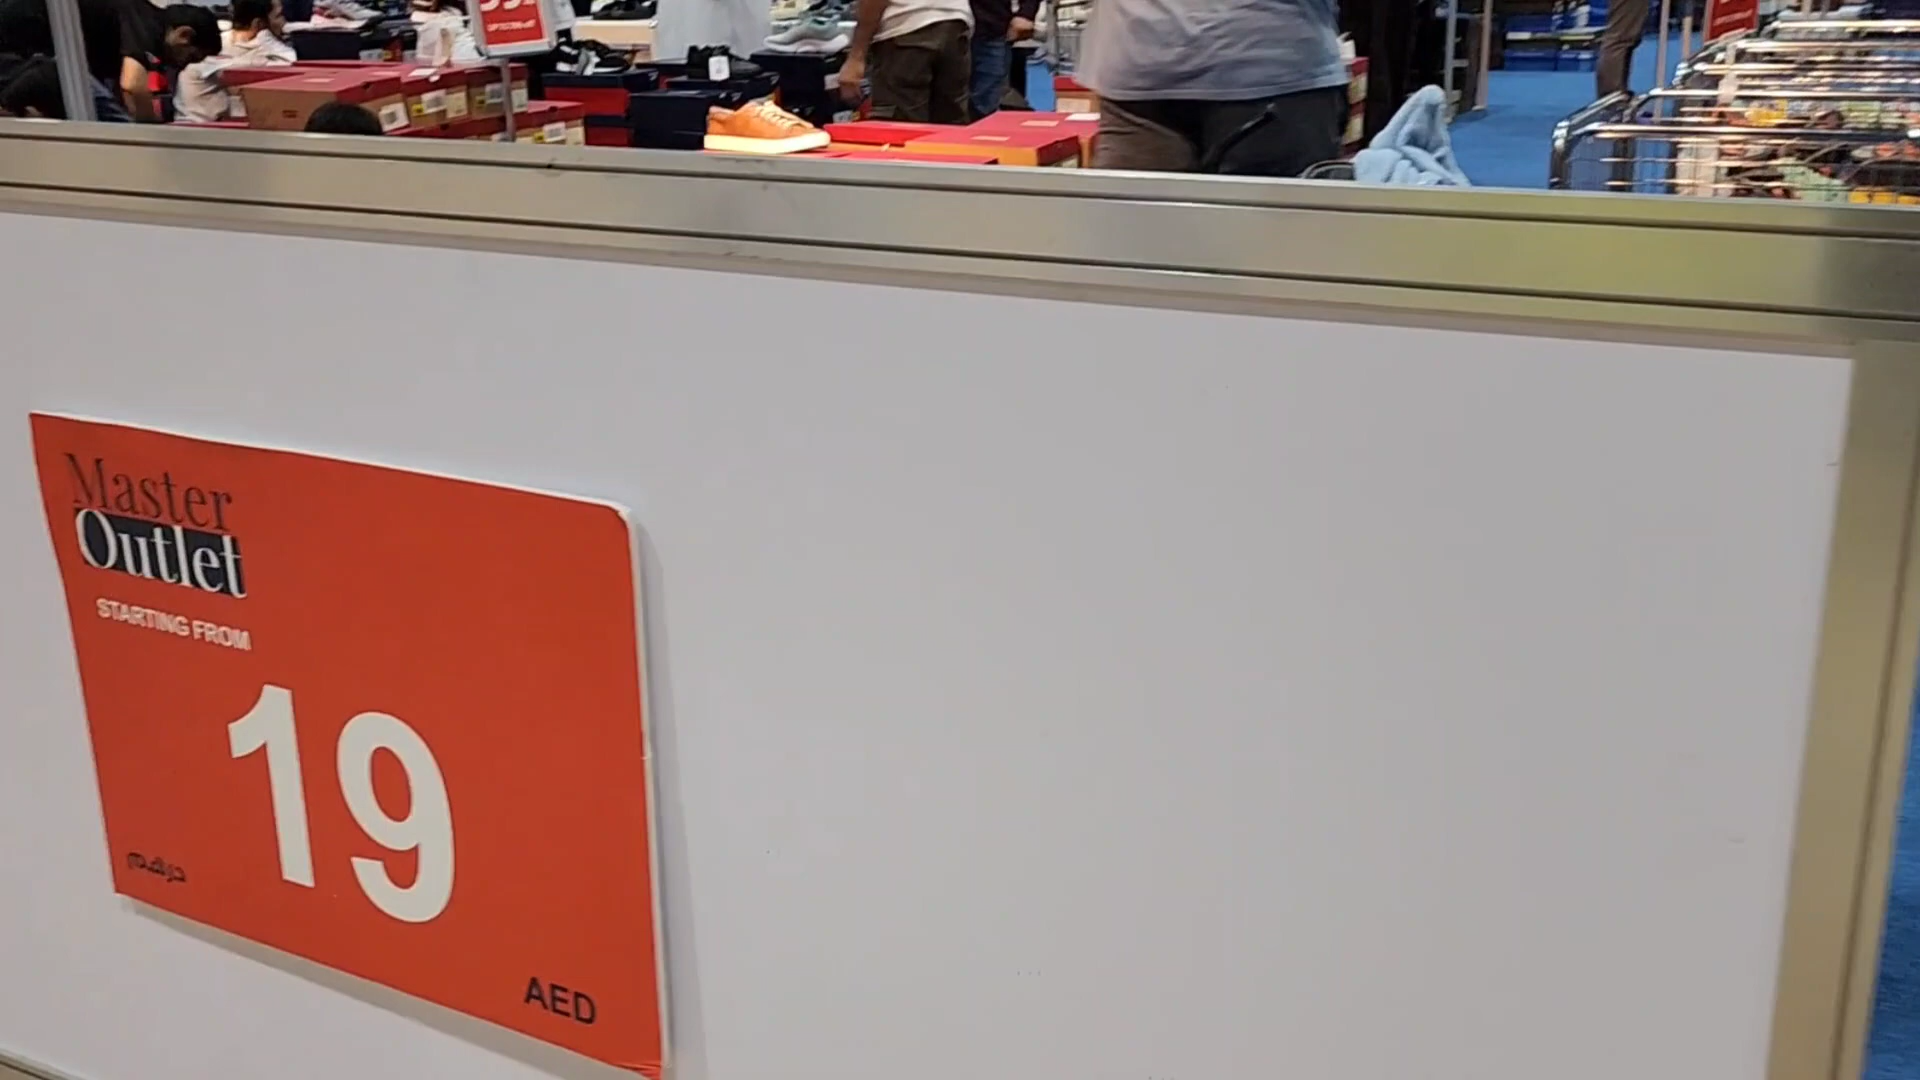 Master
Outlet
STARTING FROM
19
درهم
AED